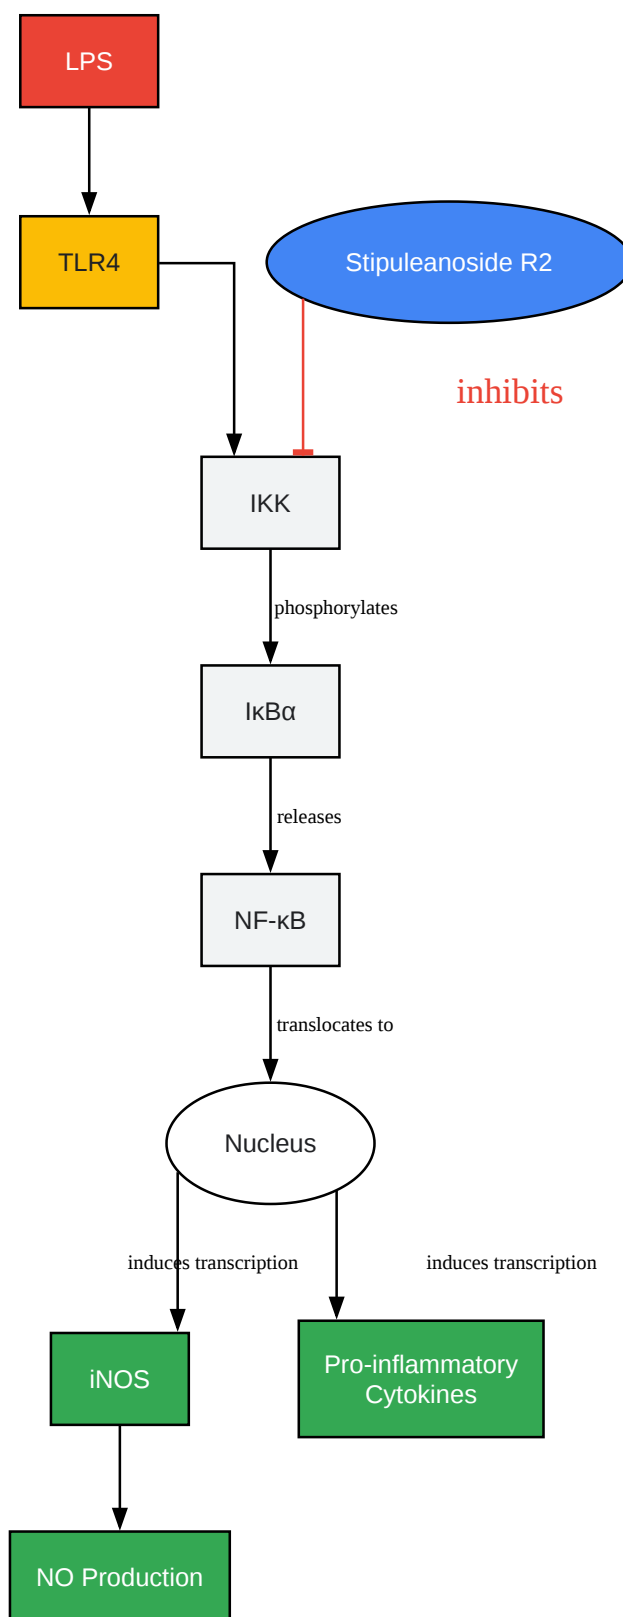 LPS
TLR4
Stipuleanoside R2
inhibits
IKK
phosphorylates
IκBα
releases
NF-κB
translocates to
Nucleus
induces transcription
induces transcription
iNOS
Pro-inflammatory
Cytokines
NO Production